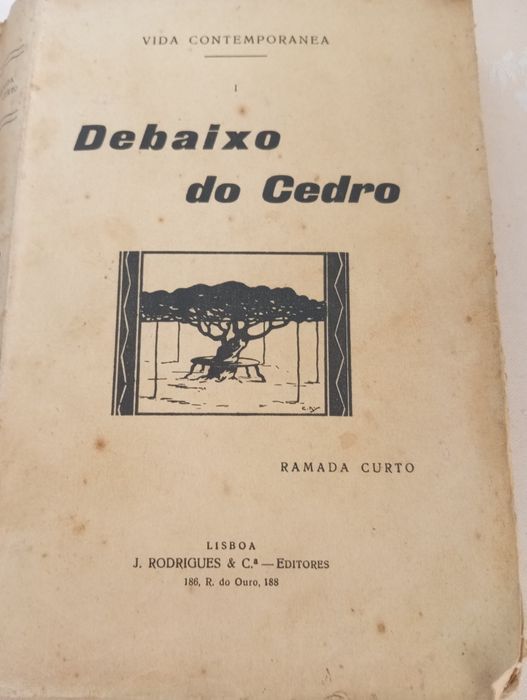 VIDA CONTEMPORANEA
I
Debaixo
do Cedro
RAMADA CURTO
LISBOA
J. RODRIGUES & C.ª — EDITORES
186, R. do Ouro, 188